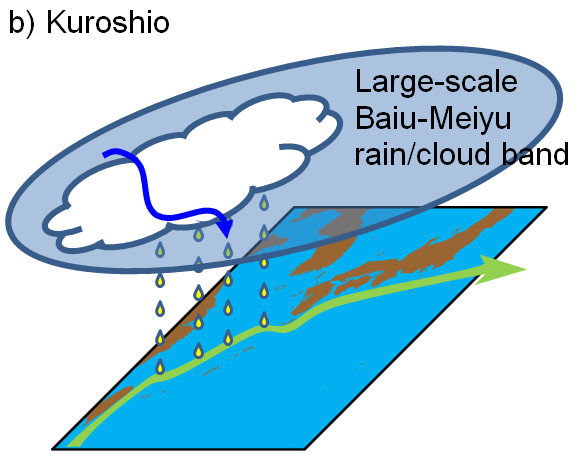 b) Kuroshio
Large-scale
Baiu-Meiyu
rain/cloud band